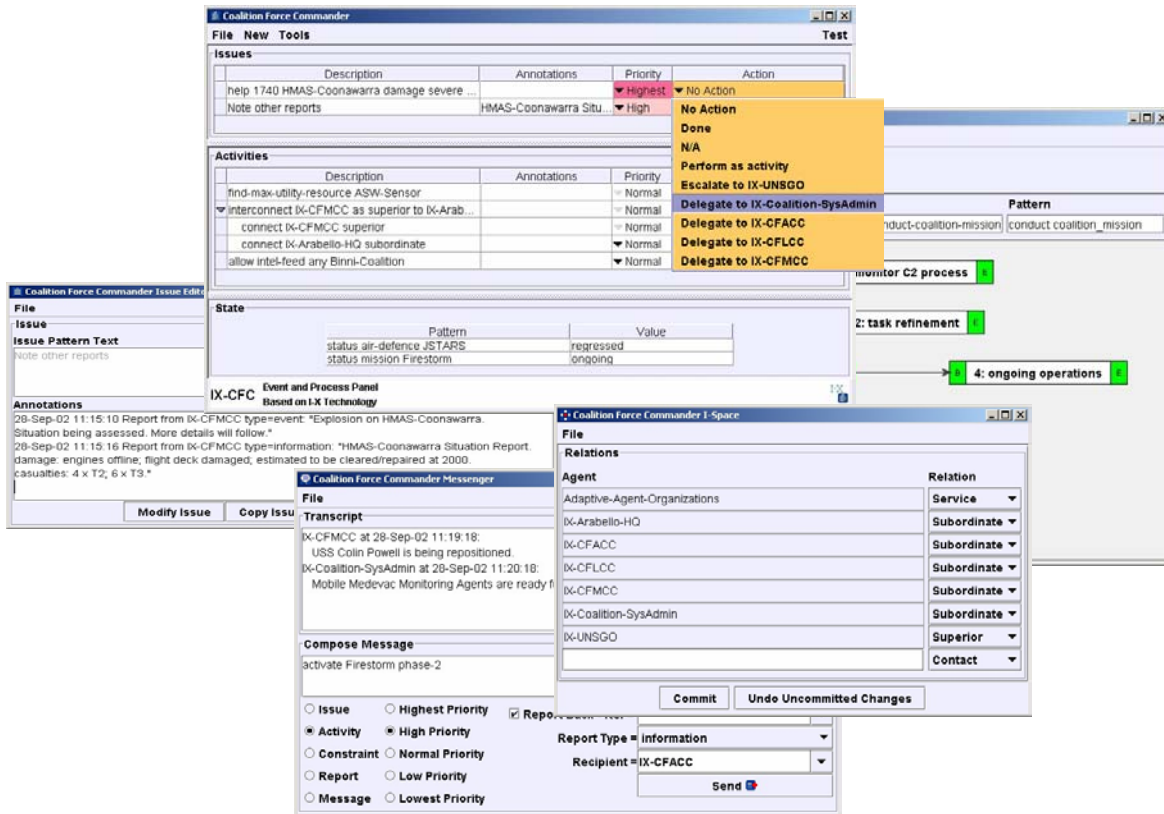 Coalition Force Commander
File New Tools Test
Issues
Description Annotations Priority Action
help 1740 HMAS-Coonawarra damage severe ... Highest No Action
Note other reports HMAS-Coonawarra Situ... High
No Action
Done
N/A
Perform as activity
Escalate to IX-UNSGO
Delegate to IX-Coalition-SysAdmin
Delegate to IX-CFACC
Delegate to IX-CFLCC
Delegate to IX-CFMCC
Activities
Description Annotations Priority
find-max-utility-resource ASW-Sensor Normal
interconnect IX-CFMCC as superior to IX-Arab... Normal
connect IX-CFMCC superior Normal
connect IX-Arabello-HQ subordinate Normal
allow intel-feed any Binni-Coalition Normal
State
Pattern Value
status air-defence JSTARS regressed
status mission Firestorm ongoing
IX-CFC Event and Process Panel
Based on I-X Technology
I-X
Pattern
nduct-coalition-mission conduct coalition_mission
monitor C2 process E
2: task refinement E
B 4: ongoing operations E
Coalition Force Commander Issue Edito
File
Issue
Issue Pattern Text
Note other reports
Annotations
28-Sep-02 11:15:10 Report from IX-CFMCC type=event: "Explosion on HMAS-Coonawarra.
Situation being assessed. More details will follow."
28-Sep-02 11:15:16 Report from IX-CFMCC type=information: "HMAS-Coonawarra Situation Report.
damage: engines offline; flight deck damaged; estimated to be cleared/repaired at 2000.
casualties: 4 x T2; 6 x T3."
Modify Issue Copy Issu
Coalition Force Commander Messenger
File
Transcript
IX-CFMCC at 28-Sep-02 11:19:18:
USS Colin Powell is being repositioned.
IX-Coalition-SysAdmin at 28-Sep-02 11:20:18:
Mobile Medevac Monitoring Agents are ready f
Compose Message
activate Firestorm phase-2
Issue Highest Priority Report
Activity High Priority Report Type = information
Constraint Normal Priority Recipient = IX-CFACC
Report Low Priority Send
Message Lowest Priority
Coalition Force Commander I-Space
File
Relations
Agent Relation
Adaptive-Agent-Organizations Service
IX-Arabello-HQ Subordinate
IX-CFACC Subordinate
IX-CFLCC Subordinate
IX-CFMCC Subordinate
IX-Coalition-SysAdmin Subordinate
IX-UNSGO Superior
Contact
Commit Undo Uncommitted Changes